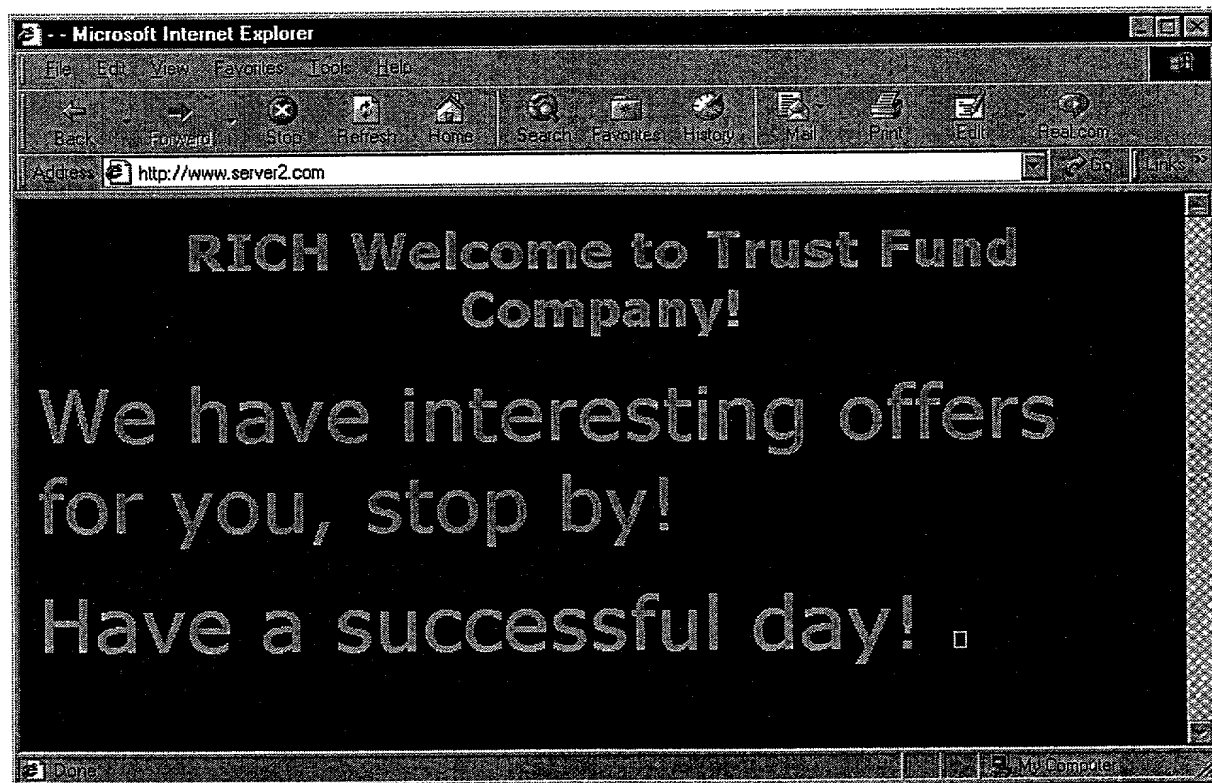 - - Microsoft Internet Explorer
File Edit View Favorites Tools Help
Back Forward Stop Refresh Home Search Favorites History Mail Print Edit Real.com
Address http://www.server2.com Go Links »
RICH Welcome to Trust Fund
Company!
We have interesting offers
for you, stop by!
Have a successful day!
Done My Computer